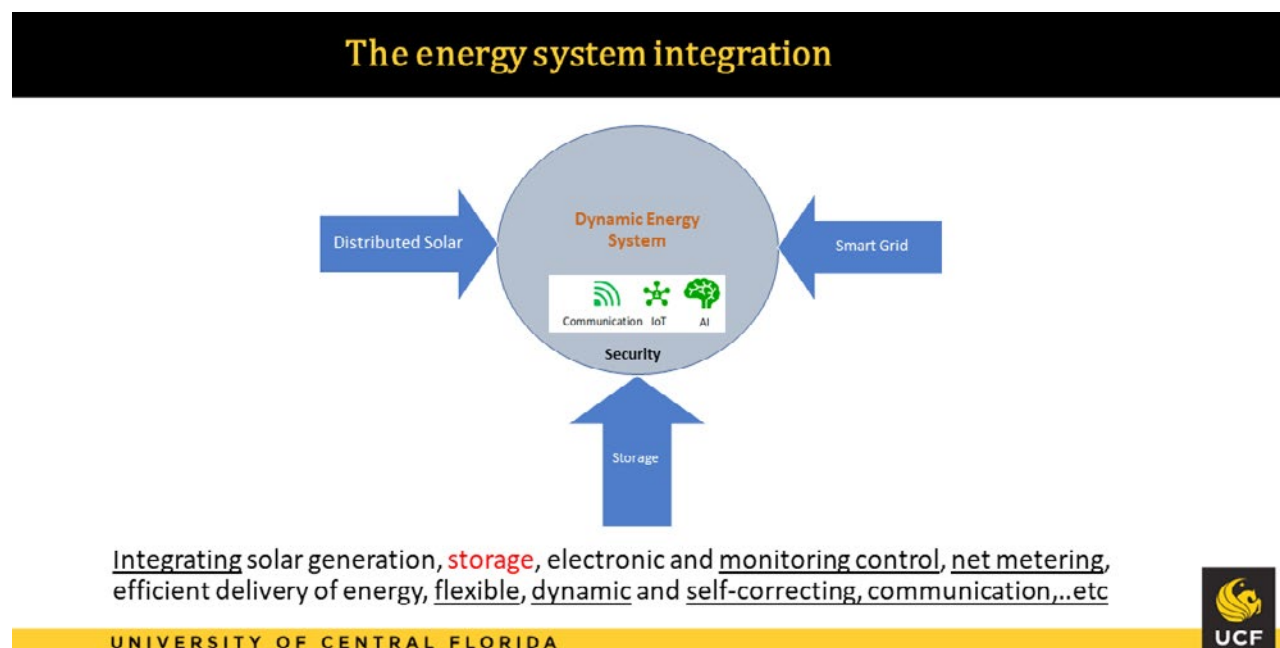 The energy system integration
Dynamic Energy
System
Distributed Solar
Smart Grid
Communication IoT AI
Security
Storage
Integrating solar generation, storage, electronic and monitoring control, net metering,
efficient delivery of energy, flexible, dynamic and self-correcting, communication,..etc
UNIVERSITY OF CENTRAL FLORIDA
UCF